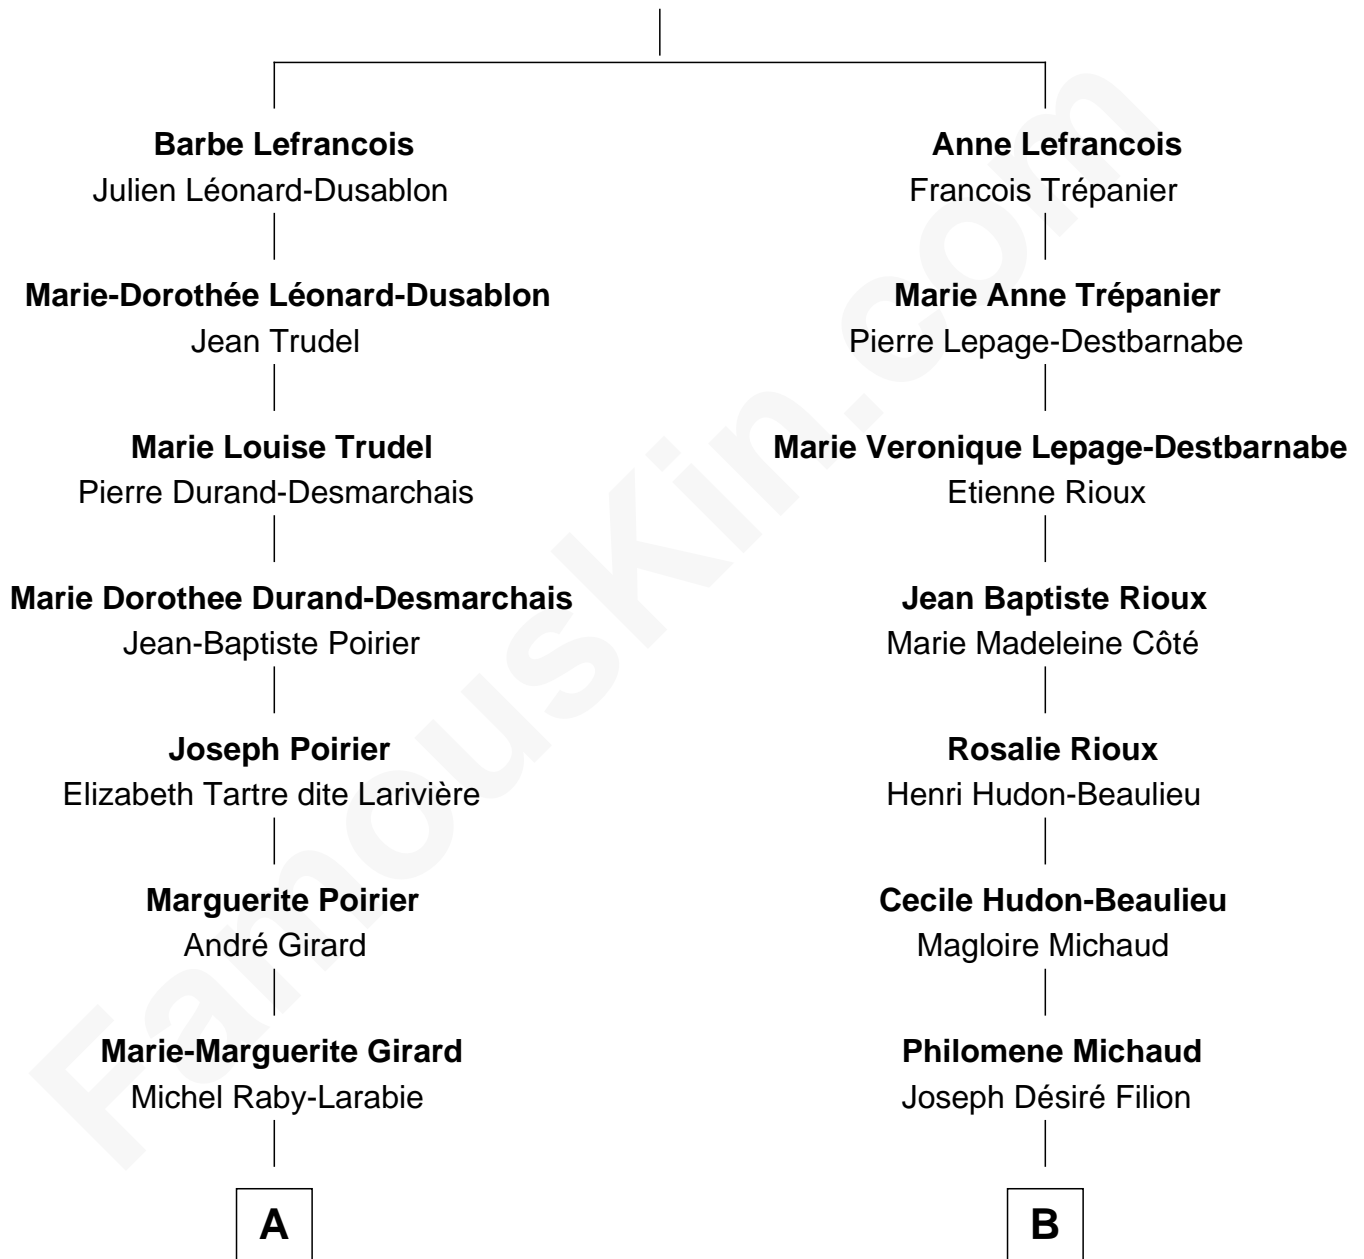 Barbe Lefrancois
Julien Léonard-Dusablon
Marie-Dorothée Léonard-Dusablon
Jean Trudel
Marie Louise Trudel
Pierre Durand-Desmarchais
Marie Dorothee Durand-Desmarchais
Jean-Baptiste Poirier
Joseph Poirier
Elizabeth Tartre dite Larivière
Marguerite Poirier
André Girard
Marie-Marguerite Girard
Michel Raby-Larabie
A
Anne Lefrancois
Francois Trépanier
Marie Anne Trépanier
Pierre Lepage-Destbarnabe
Marie Veronique Lepage-Destbarnabe
Etienne Rioux
Jean Baptiste Rioux
Marie Madeleine Côté
Rosalie Rioux
Henri Hudon-Beaulieu
Cecile Hudon-Beaulieu
Magloire Michaud
Philomene Michaud
Joseph Désiré Filion
B
FamousKin.com